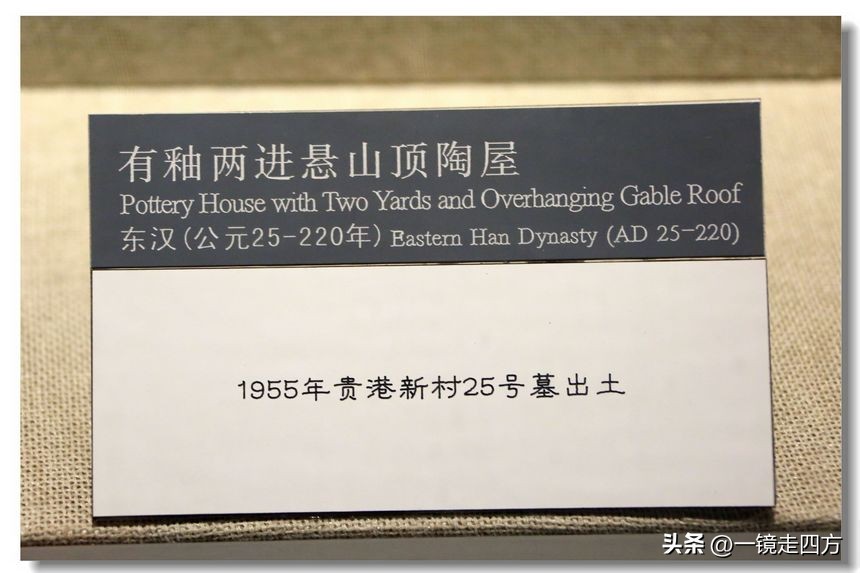 有釉两进悬山顶陶屋
Pottery House with Two Yards and Overhanging Gable Roof
东汉(公元25-220年) Eastern Han Dynasty (AD 25-220)
1955年贵港新村25号墓出土
头条 @一镜走四方